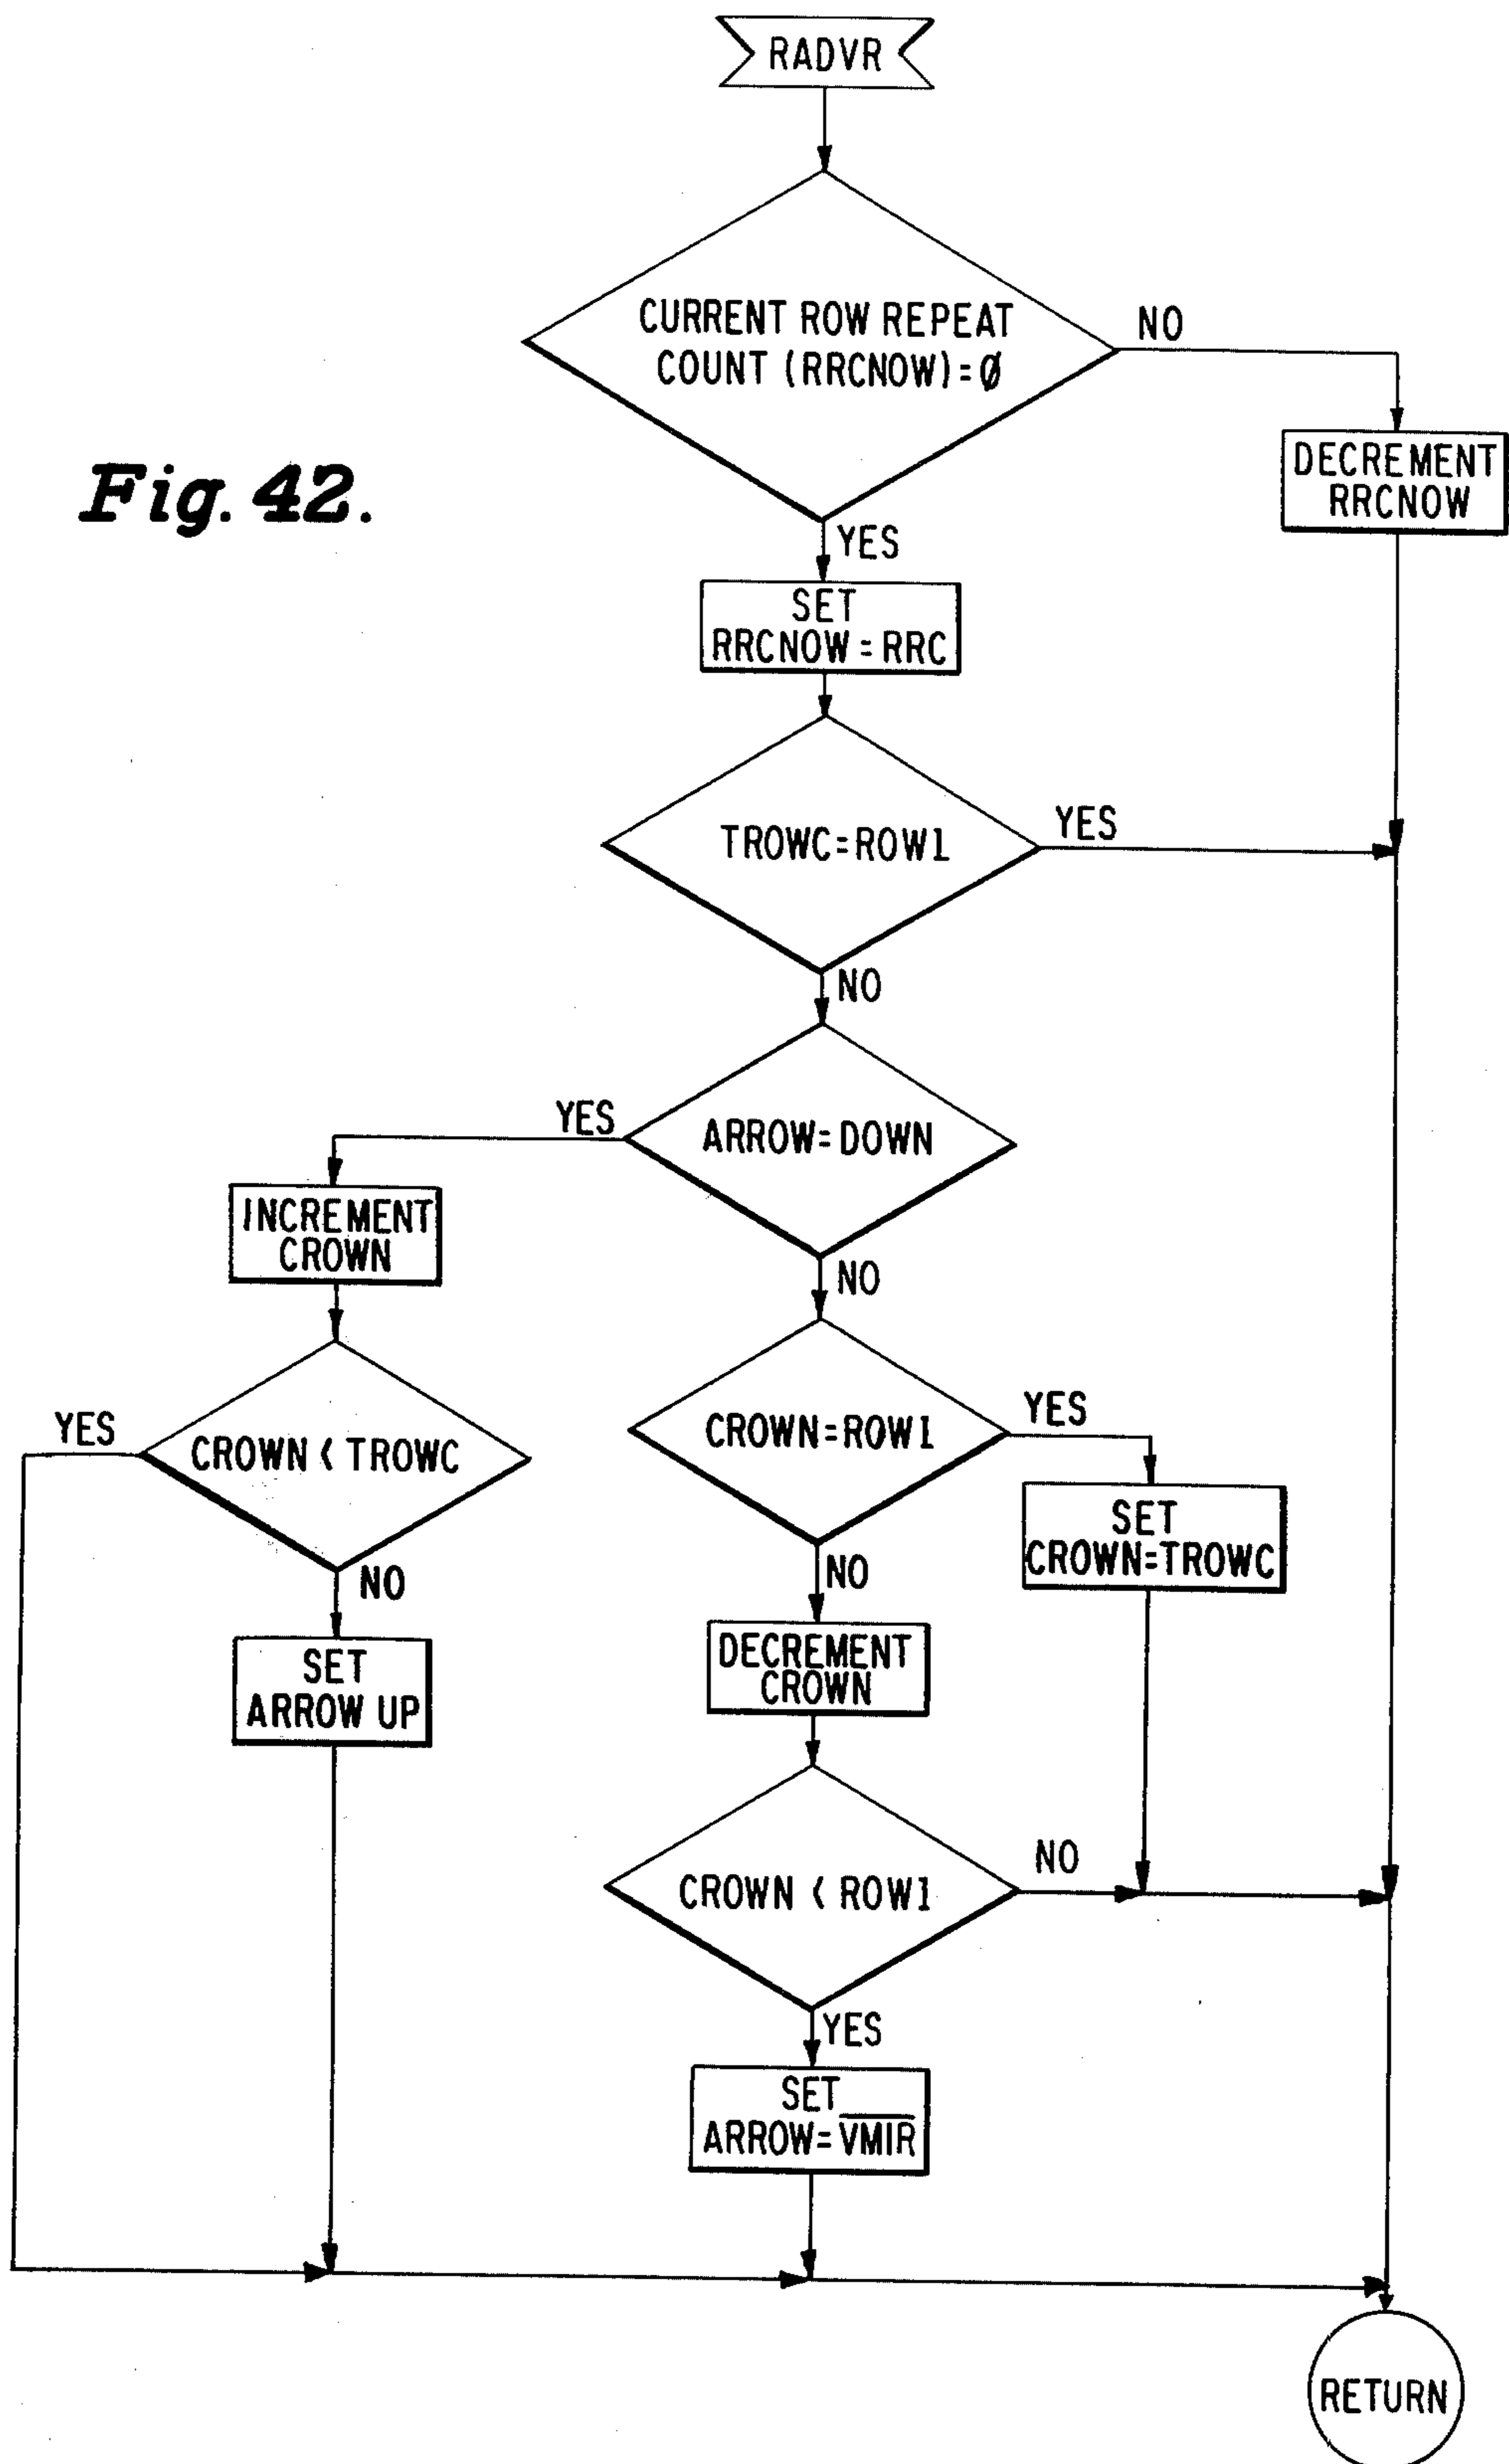 RADVR
CURRENT ROW REPEAT
COUNT (RRCNOW)=Ø
NO
DECREMENT
RRCNOW
Fig. 42.
YES
SET
RRCNOW=RRC
TROWC=ROW1
YES
NO
ARROW=DOWN
YES
INCREMENT
CROWN
NO
CROWN=ROW1
YES
CROWN < TROWC
YES
SET
CROWN=TROWC
NO
NO
SET
ARROW UP
DECREMENT
CROWN
CROWN < ROW1
NO
YES
SET
ARROW=V̅M̅I̅R̅
RETURN